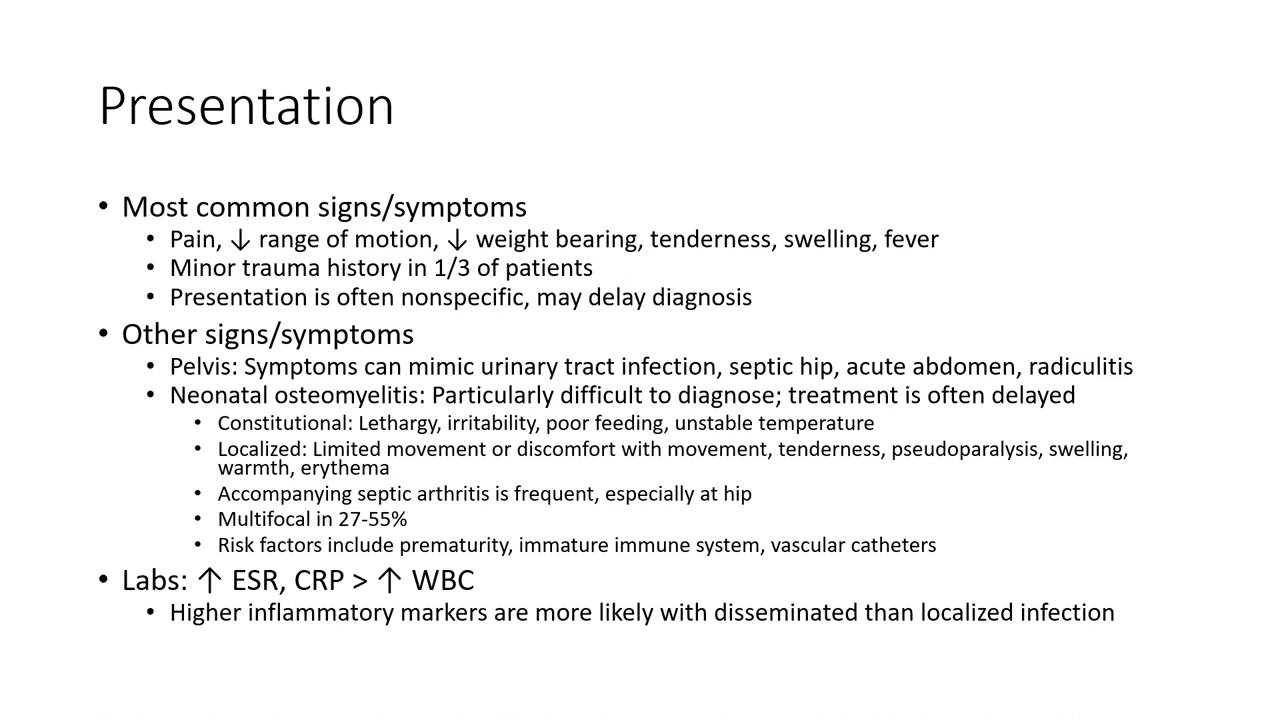 Presentation
• Most common signs/symptoms
• Pain, ↓ range of motion, ↓ weight bearing, tenderness, swelling, fever
• Minor trauma history in 1/3 of patients
• Presentation is often nonspecific, may delay diagnosis
• Other signs/symptoms
• Pelvis: Symptoms can mimic urinary tract infection, septic hip, acute abdomen, radiculitis
• Neonatal osteomyelitis: Particularly difficult to diagnose; treatment is often delayed
• Constitutional: Lethargy, irritability, poor feeding, unstable temperature
• Localized: Limited movement or discomfort with movement, tenderness, pseudoparalysis, swelling,
warmth, erythema
• Accompanying septic arthritis is frequent, especially at hip
• Multifocal in 27-55%
• Risk factors include prematurity, immature immune system, vascular catheters
• Labs: ↑ ESR, CRP > ↑ WBC
• Higher inflammatory markers are more likely with disseminated than localized infection